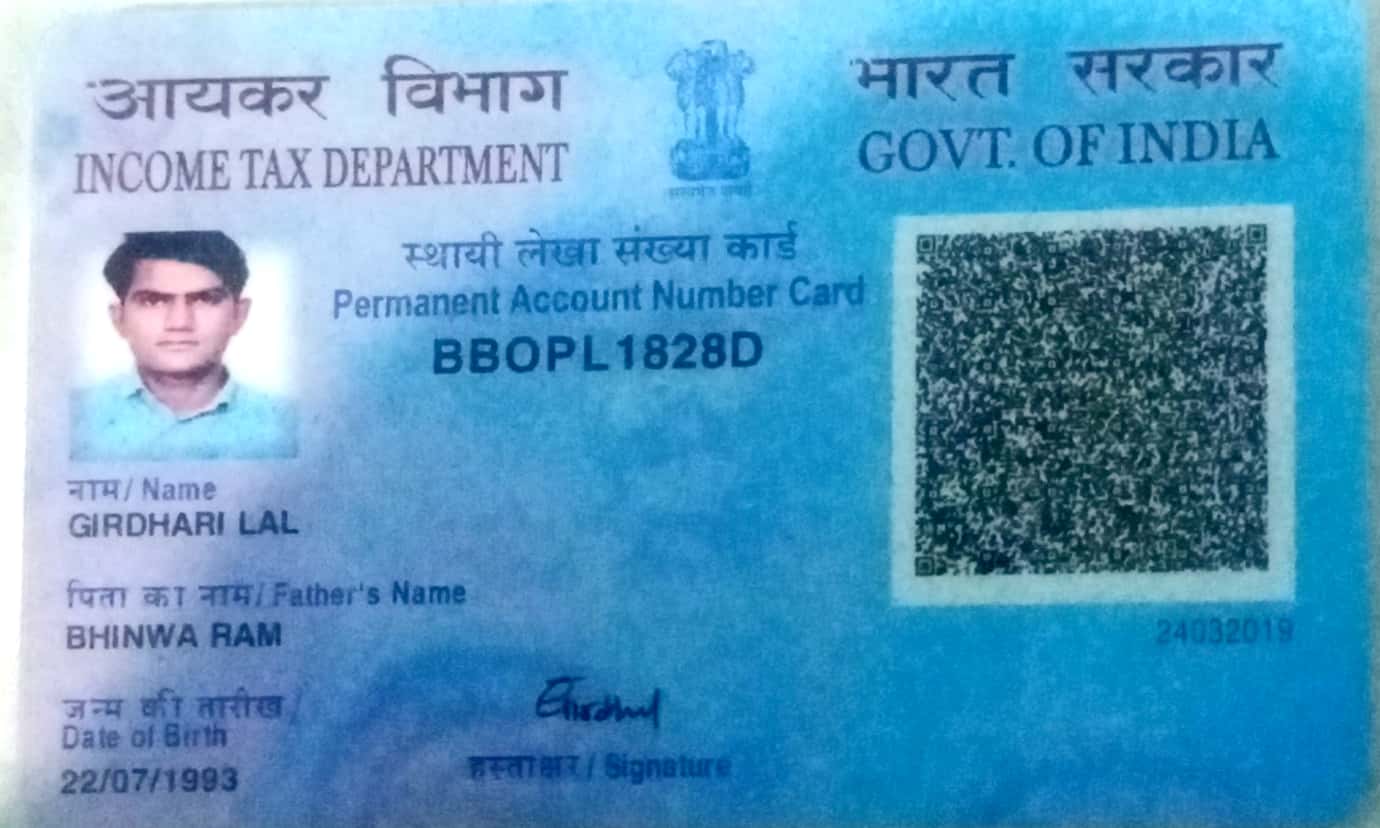 आयकर विभाग
INCOME TAX DEPARTMENT
भारत सरकार
GOVT. OF INDIA
सत्यमेव जयते
स्थायी लेखा संख्या कार्ड
Permanent Account Number Card
BBOPL1828D
नाम/ Name
GIRDHARI LAL
पिता का नाम/ Father's Name
BHINWA RAM
24032019
जन्म की तारीख /
Date of Birth
22/07/1993
हस्ताक्षर / Signature